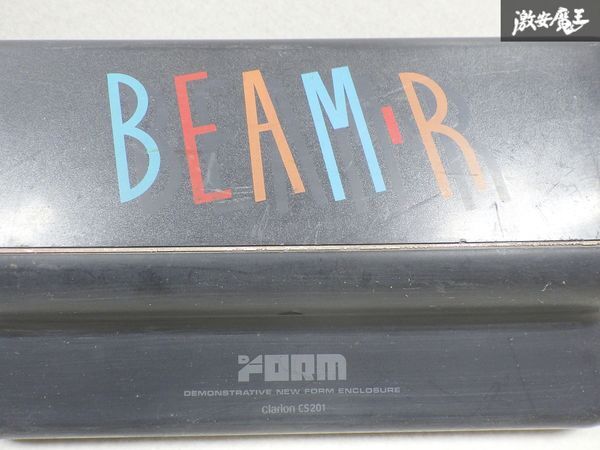 激安魔王
BEAM・R
D FORM
DEMONSTRATIVE NEW FORM ENCLOSURE
clarion CS201